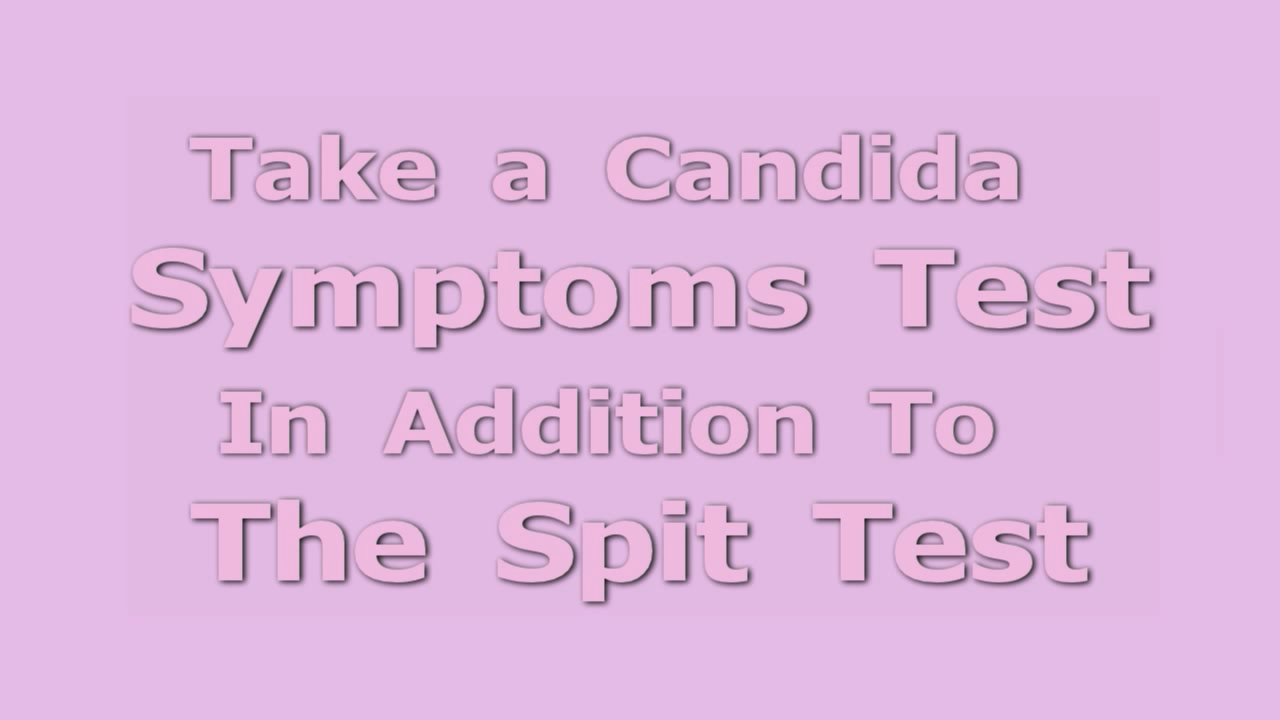 Take a Candida
Symptoms Test
In Addition To
The Spit Test